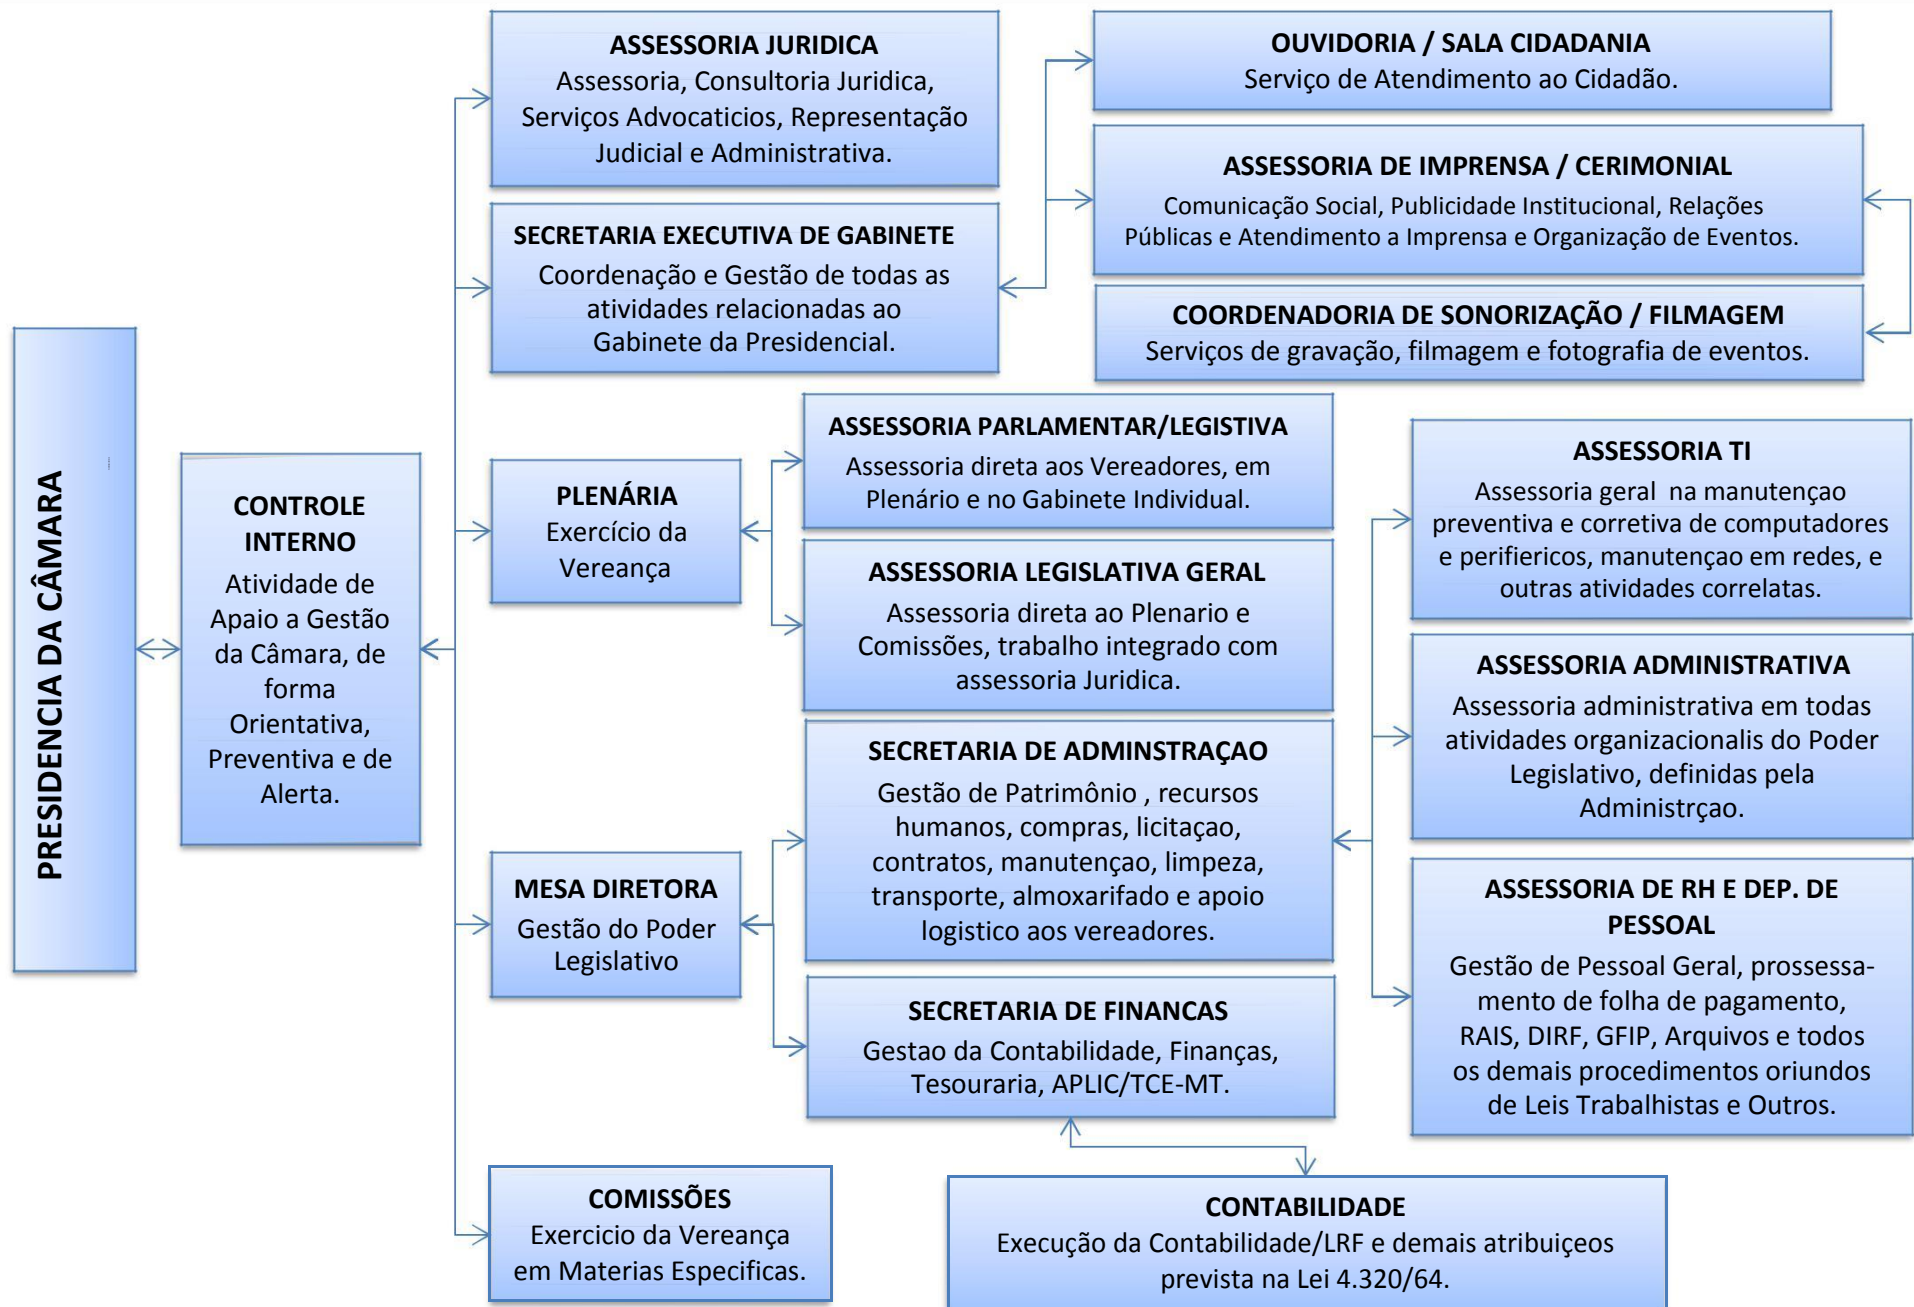 PRESIDENCIA DA CÂMARA
CONTROLE
INTERNO
Atividade de
Apaio a Gestão
da Câmara, de
forma
Orientativa,
Preventiva e de
Alerta.
ASSESSORIA JURIDICA
Assessoria, Consultoria Juridica,
Serviços Advocaticios, Representação
Judicial e Administrativa.
SECRETARIA EXECUTIVA DE GABINETE
Coordenação e Gestão de todas as
atividades relacionadas ao
Gabinete da Presidencial.
OUVIDORIA / SALA CIDADANIA
Serviço de Atendimento ao Cidadão.
ASSESSORIA DE IMPRENSA / CERIMONIAL
Comunicação Social, Publicidade Institucional, Relações
Públicas e Atendimento a Imprensa e Organização de Eventos.
COORDENADORIA DE SONORIZAÇÃO / FILMAGEM
Serviços de gravação, filmagem e fotografia de eventos.
PLENÁRIA
Exercício da
Vereança
ASSESSORIA PARLAMENTAR/LEGISTIVA
Assessoria direta aos Vereadores, em
Plenário e no Gabinete Individual.
ASSESSORIA LEGISLATIVA GERAL
Assessoria direta ao Plenario e
Comissões, trabalho integrado com
assessoria Juridica.
MESA DIRETORA
Gestão do Poder
Legislativo
SECRETARIA DE ADMINSTRAÇAO
Gestão de Patrimônio , recursos
humanos, compras, licitaçao,
contratos, manutençao, limpeza,
transporte, almoxarifado e apoio
logistico aos vereadores.
SECRETARIA DE FINANCAS
Gestao da Contabilidade, Finanças,
Tesouraria, APLIC/TCE-MT.
ASSESSORIA TI
Assessoria geral  na manutençao
preventiva e corretiva de computadores
e perifiericos, manutençao em redes, e
outras atividades correlatas.
ASSESSORIA ADMINISTRATIVA
Assessoria administrativa em todas
atividades organizacionalis do Poder
Legislativo, definidas pela
Administrçao.
ASSESSORIA DE RH E DEP. DE
PESSOAL
Gestão de Pessoal Geral, prossessa-
mento de folha de pagamento,
RAIS, DIRF, GFIP, Arquivos e todos
os demais procedimentos oriundos
de Leis Trabalhistas e Outros.
COMISSÕES
Exercicio da Vereança
em Materias Especificas.
CONTABILIDADE
Execução da Contabilidade/LRF e demais atribuiçeos
prevista na Lei 4.320/64.